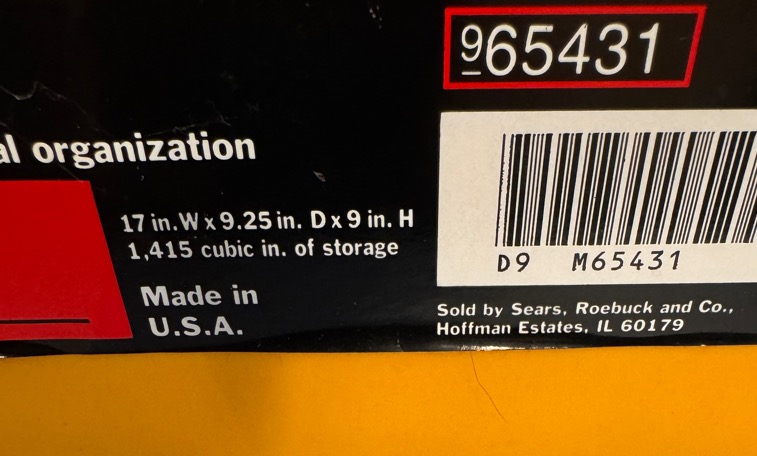 965431
al organization
17 in. W x 9.25 in. D x 9 in. H
1,415 cubic in. of storage
Made in
U.S.A.
D9 M65431
Sold by Sears, Roebuck and Co.,
Hoffman Estates, IL 60179